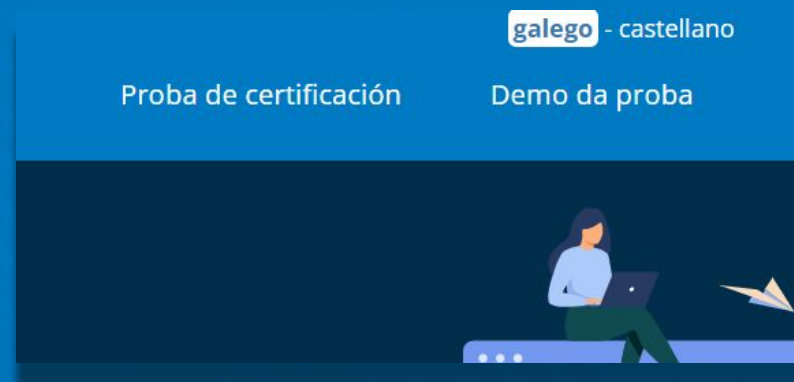 galego - castellano
Proba de certificación Demo da proba